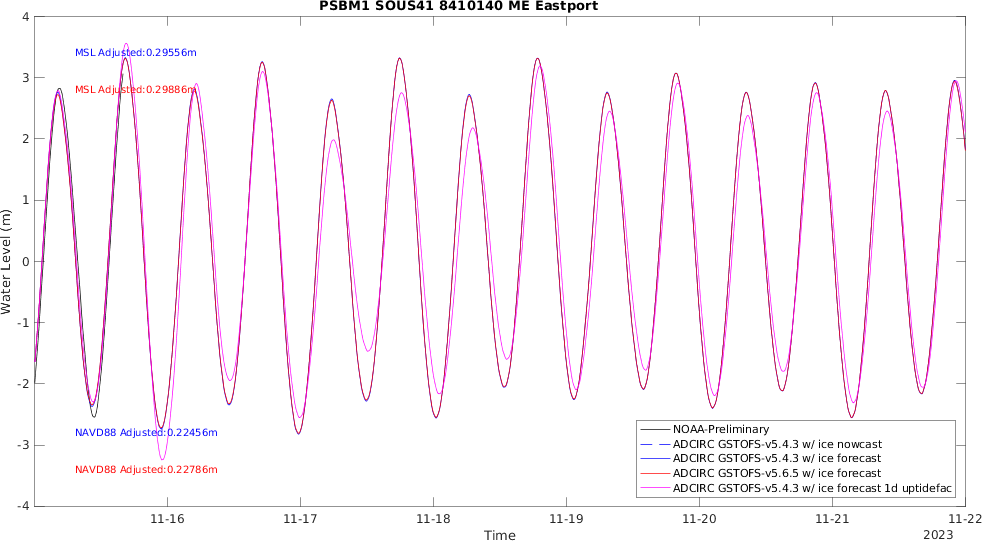 PSBM1 SOUS41 8410140 ME Eastport
4
3
2
1
0
-1
-2
-3
-4
Water Level (m)
MSL Adjusted:0.29556m
MSL Adjusted:0.29886m
NAVD88 Adjusted:0.22456m
NAVD88 Adjusted:0.22786m
NOAA-Preliminary
ADCIRC GSTOFS-v5.4.3 w/ ice nowcast
ADCIRC GSTOFS-v5.4.3 w/ ice forecast
ADCIRC GSTOFS-v5.6.5 w/ ice forecast
ADCIRC GSTOFS-v5.4.3 w/ ice forecast 1d uptidefac
11-16 11-17 11-18 11-19 11-20 11-21 11-22
Time
2023